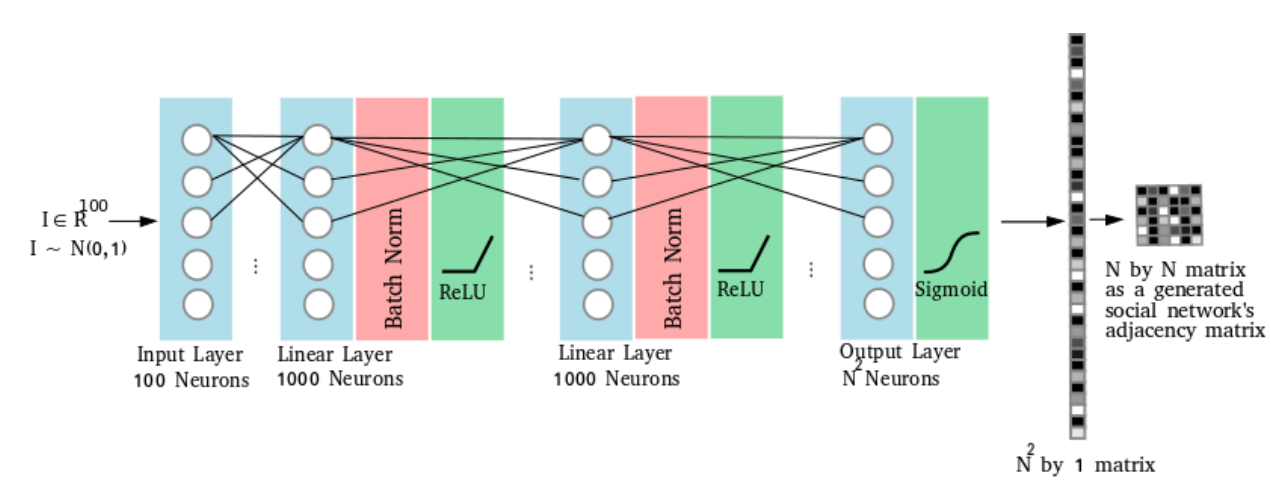 I ∈ R^100
I ~ N(0,1)
Input Layer
100 Neurons
⋮
Linear Layer
1000 Neurons
Batch Norm
ReLU
⋮
Linear Layer
1000 Neurons
Batch Norm
ReLU
⋮
Output Layer
N^2 Neurons
Sigmoid
N^2 by 1 matrix
N by N matrix
as a generated
social network's
adjacency matrix